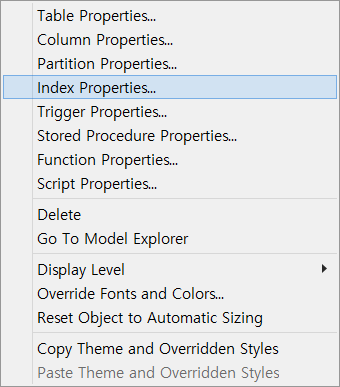 Table Properties...
Column Properties...
Partition Properties...
Index Properties...
Trigger Properties...
Stored Procedure Properties...
Function Properties...
Script Properties...
Delete
Go To Model Explorer
Display Level
Override Fonts and Colors...
Reset Object to Automatic Sizing
Copy Theme and Overridden Styles
Paste Theme and Overridden Styles